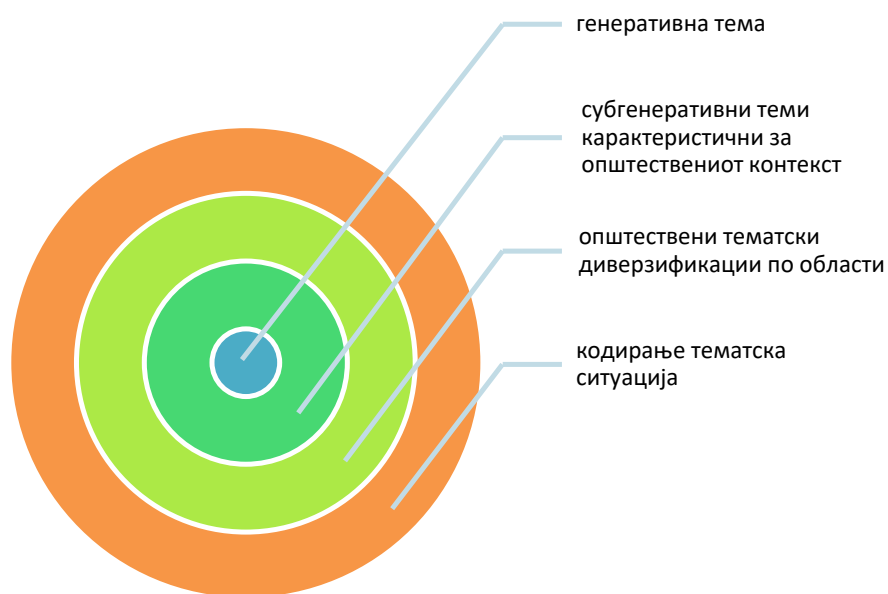 генеративна тема
субгенеративни теми
карактеристични за
општествениот контекст
општествени тематски
диверзификации по области
кодирање тематска
ситуација